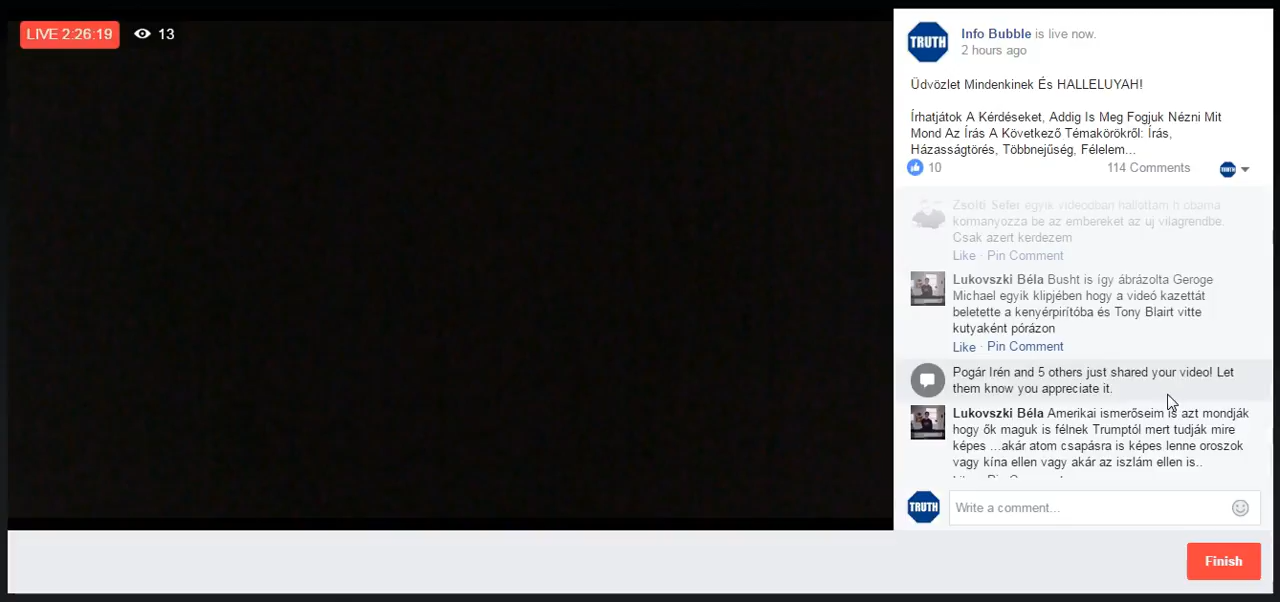 LIVE 2:26:19 13
TRUTH
Info Bubble is live now.
2 hours ago
Üdvözlet Mindenkinek És HALLELUYAH!
Írhatjátok A Kérdéseket, Addig Is Meg Fogjuk Nézni Mit
Mond Az Írás A Következő Témakörökről: Írás,
Házasságtörés, Többnejűség, Félelem...
10 114 Comments TRUTH
Zsolti Sefei egyik videodban hallottam h obama
kormanyozza be az embereket az uj vilagrendbe.
Csak azert kerdezem
Like · Pin Comment
Lukovszki Béla Busht is így ábrázolta Geroge
Michael egyik klipjében hogy a videó kazettát
beletette a kenyérpirítóba és Tony Blairt vitte
kutyaként pórázon
Like · Pin Comment
Pogár Irén and 5 others just shared your video! Let
them know you appreciate it.
Lukovszki Béla Amerikai ismerőseim is azt mondják
hogy ők maguk is félnek Trumptól mert tudják mire
képes ...akár atom csapásra is képes lenne oroszok
vagy kína ellen vagy akár az iszlám ellen is..
TRUTH
Write a comment...
Finish